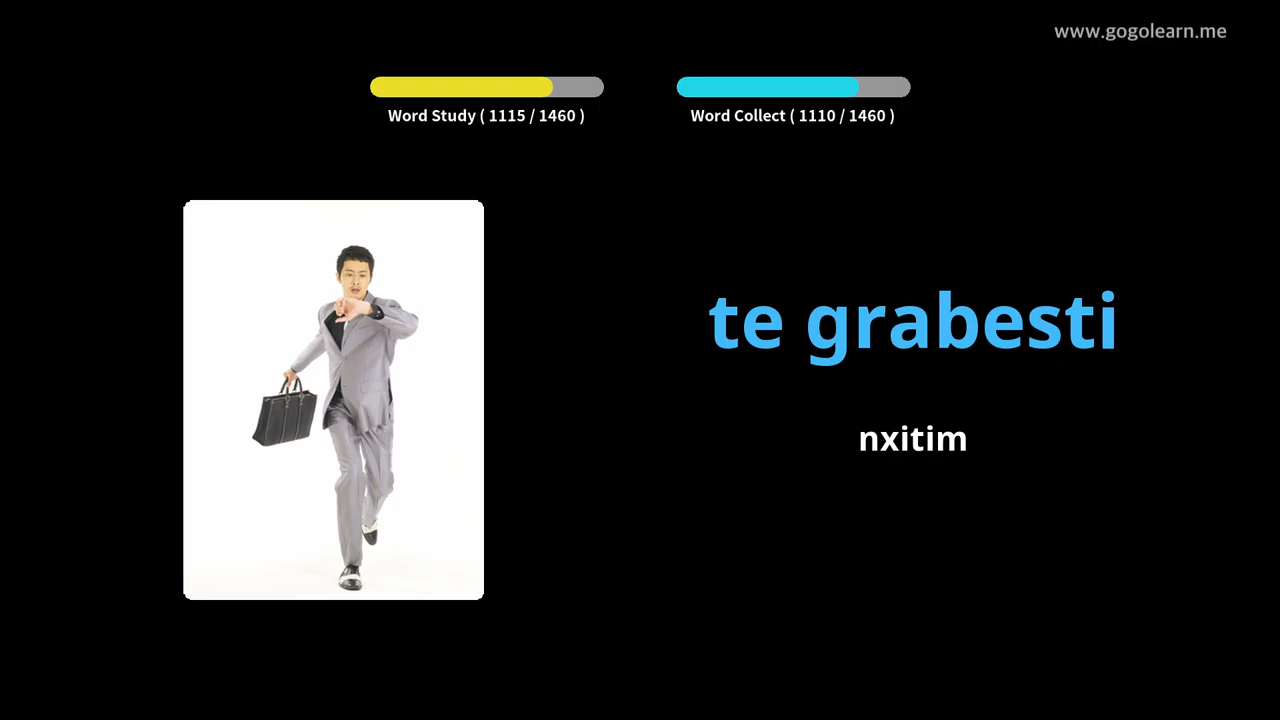 www.gogolearn.me
Word Study ( 1115 / 1460 )
Word Collect ( 1110 / 1460 )
te grabesti
nxitim